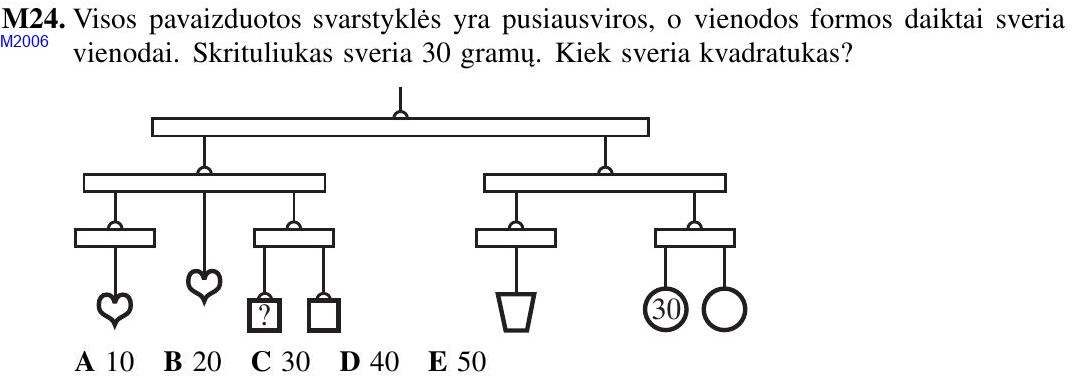 M24. Visos pavaizduotos svarstyklės yra pusiausviros, o vienodos formos daiktai sveria
M2006 vienodai. Skrituliukas sveria 30 gramų. Kiek sveria kvadratukas?
? 30
A 10 B 20 C 30 D 40 E 50